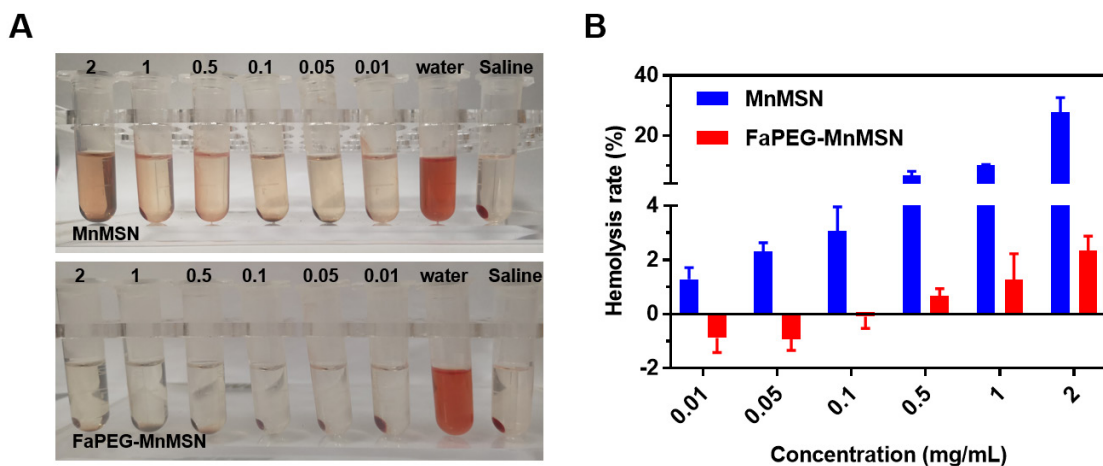 A
2 1 0.5 0.1 0.05 0.01 water Saline
MnMSN
2 1 0.5 0.1 0.05 0.01 water Saline
FaPEG-MnMSN
B
40
20
4
2
0
-2
Hemolysis rate (%)
MnMSN
FaPEG-MnMSN
0.01 0.05 0.1 0.5 1 2
Concentration (mg/mL)